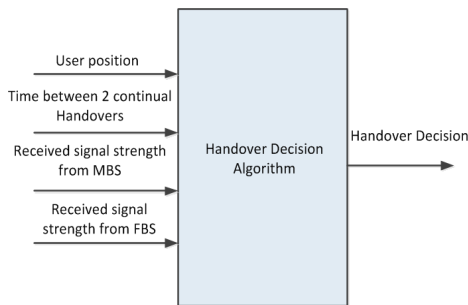 User position
Time between 2 continual
Handovers
Received signal strength
from MBS
Received signal
strength from FBS
Handover Decision
Algorithm
Handover Decision